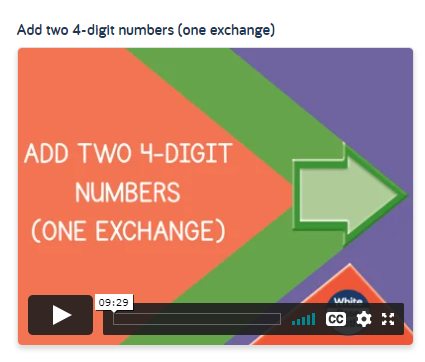 Add two 4-digit numbers (one exchange)
ADD TWO 4-DIGIT
NUMBERS
(ONE EXCHANGE)
White
09:29
CC